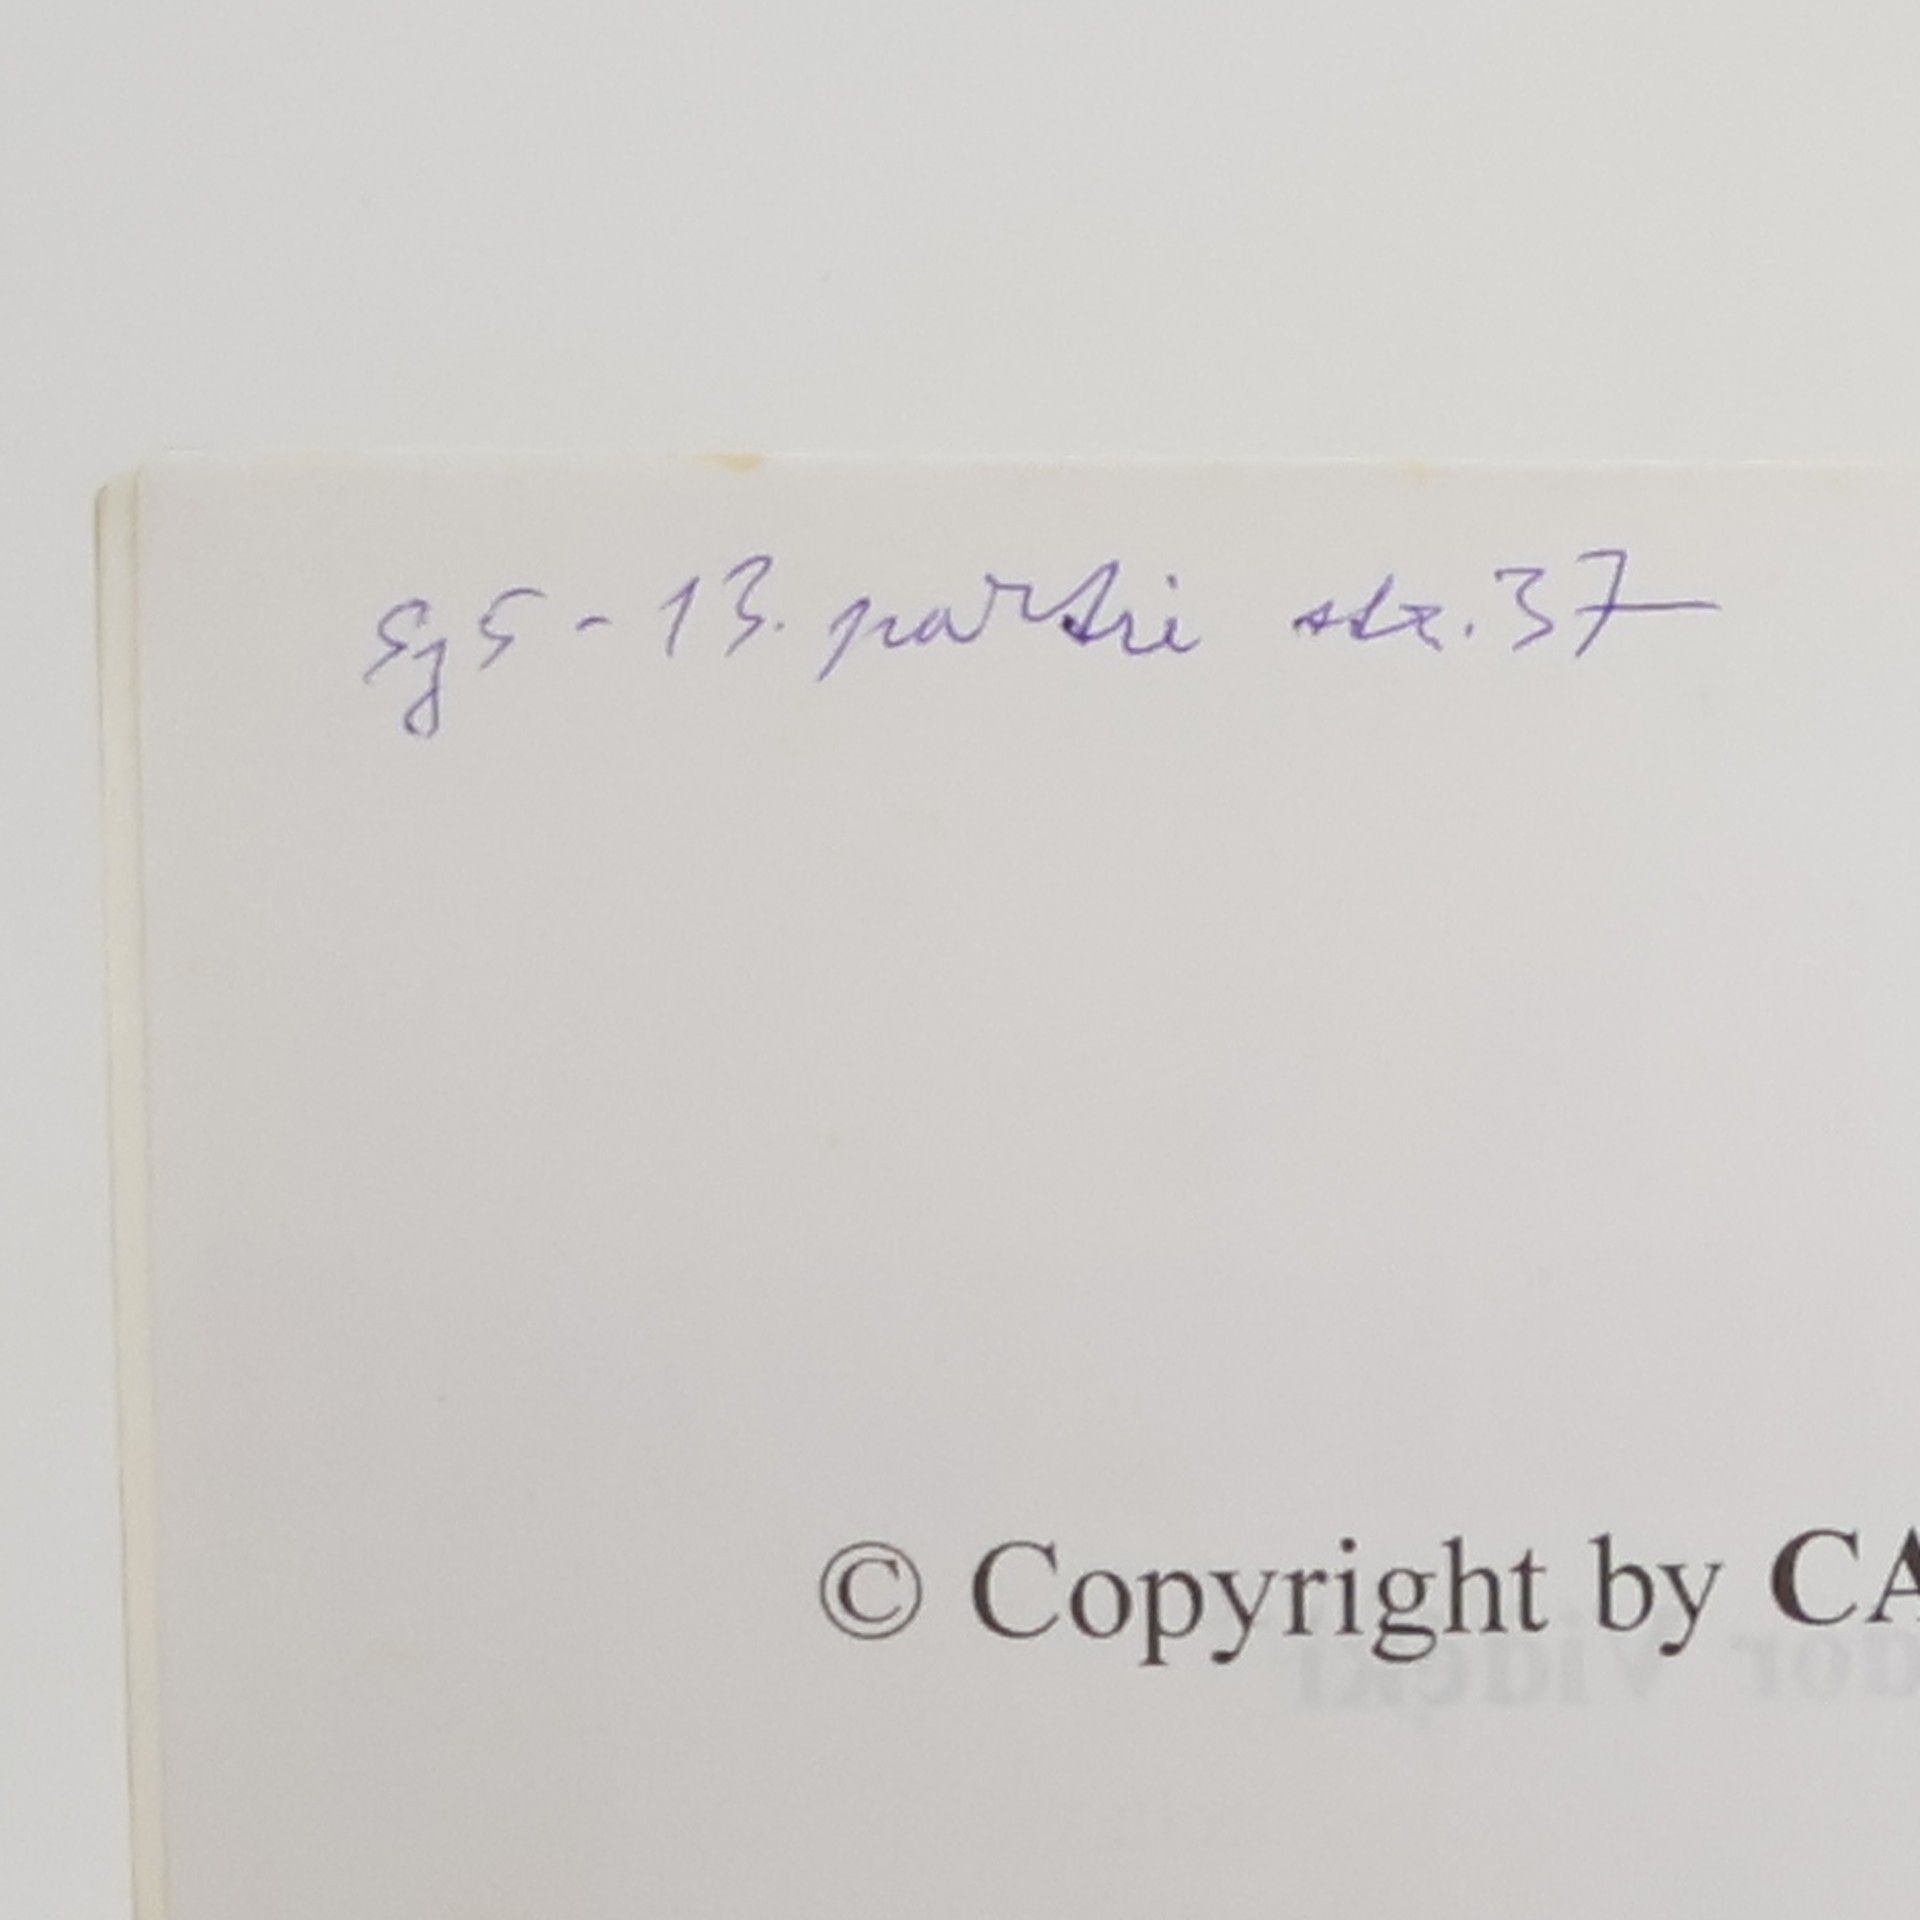 Sg5 - 13. partie str. 37
© Copyright by CA